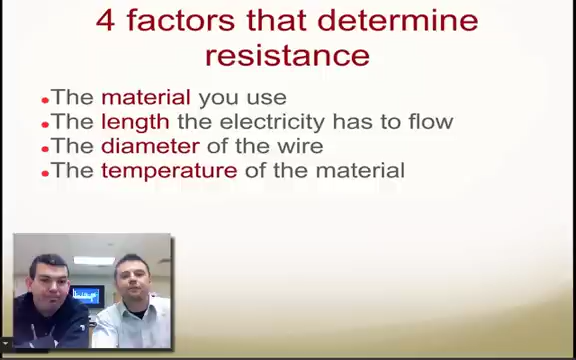 4 factors that determine
resistance
•The material you use
•The length the electricity has to flow
•The diameter of the wire
•The temperature of the material